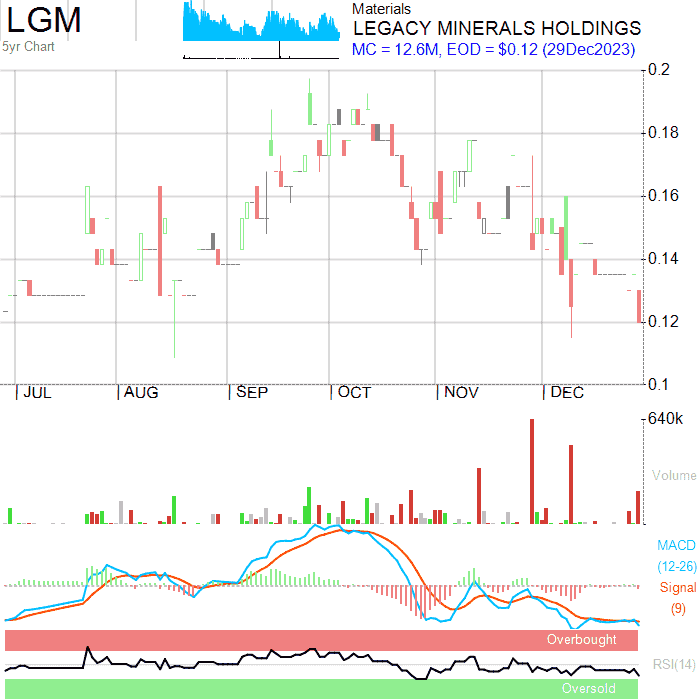 LGM
5yr Chart
Materials
LEGACY MINERALS HOLDINGS
MC = 12.6M, EOD = $0.12 (29Dec2023)
0.2
0.18
0.16
0.14
0.12
0.1
JUL AUG SEP OCT NOV DEC
640k
Volume
MACD
(12-26)
Signal
(9)
Overbought
RSI(14)
Oversold